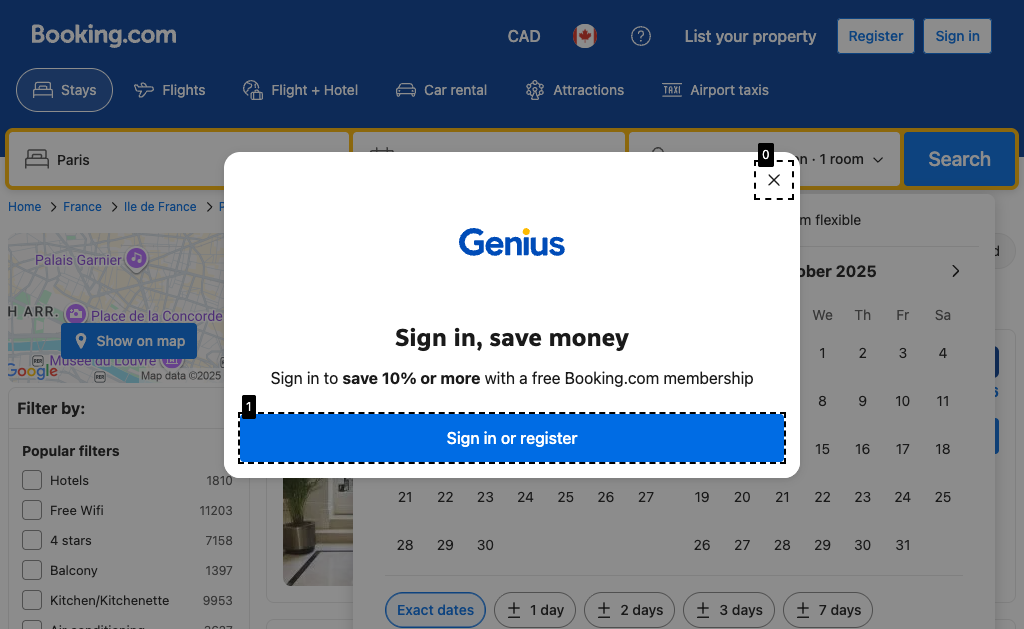 Booking.com
CAD
List your property
Register
Sign in
Stays
Flights
Flight + Hotel
Car rental
Attractions
TAXI
Airport taxis
Paris
· 1 room
Search
Home
France
Ile de France
0
Genius
Sign in, save money
Sign in to save 10% or more with a free Booking.com membership
1
Sign in or register
Palais Garnier
H ARR.
Place de la Concorde
Show on map
Musée du Louvre
Google
Map data ©2025
flexible
2025
We Th Fr Sa
1 2 3 4
8 9 10 11
15 16 17 18
21 22 23 24 25 26 27 19 20 21 22 23 24 25
28 29 30 26 27 28 29 30 31
Exact dates
1 day
2 days
3 days
7 days
Filter by:
Popular filters
Hotels 1810
Free Wifi 11203
4 stars 7158
Balcony 1397
Kitchen/Kitchenette 9953